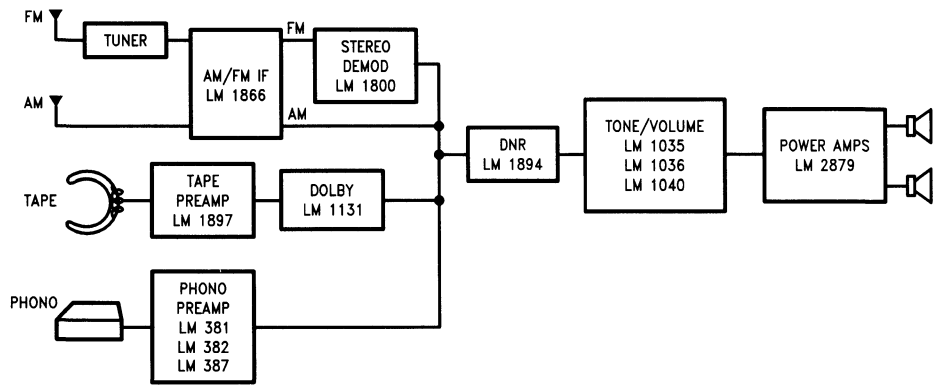 FM
TUNER
AM/FM IF
LM 1866
FM
STEREO
DEMOD
LM 1800
AM
AM
DNR
LM 1894
TONE/VOLUME
LM 1035
LM 1036
LM 1040
POWER AMPS
LM 2879
TAPE
TAPE
PREAMP
LM 1897
DOLBY
LM 1131
PHONO
PHONO
PREAMP
LM 381
LM 382
LM 387